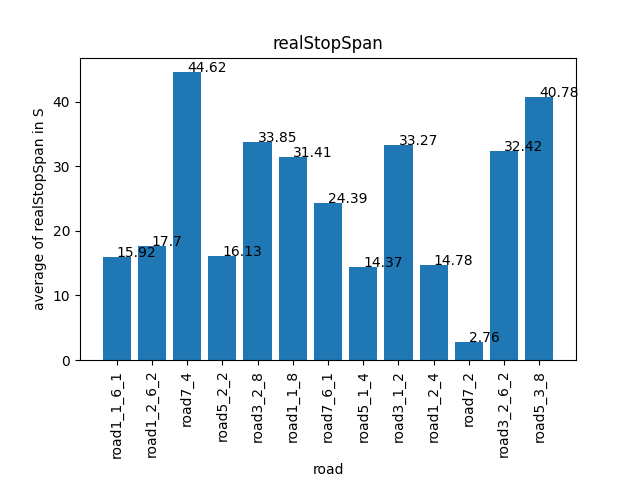 realStopSpan
average of realStopSpan in S
40
30
20
10
0
15.92
17.7
44.62
16.13
33.85
31.41
24.39
14.37
33.27
14.78
2.76
32.42
40.78
road1_1_6_1
road1_2_6_2
road7_4
road5_2_2
road3_2_8
road1_1_8
road7_6_1
road5_1_4
road3_1_2
road1_2_4
road7_2
road3_2_6_2
road5_3_8
road